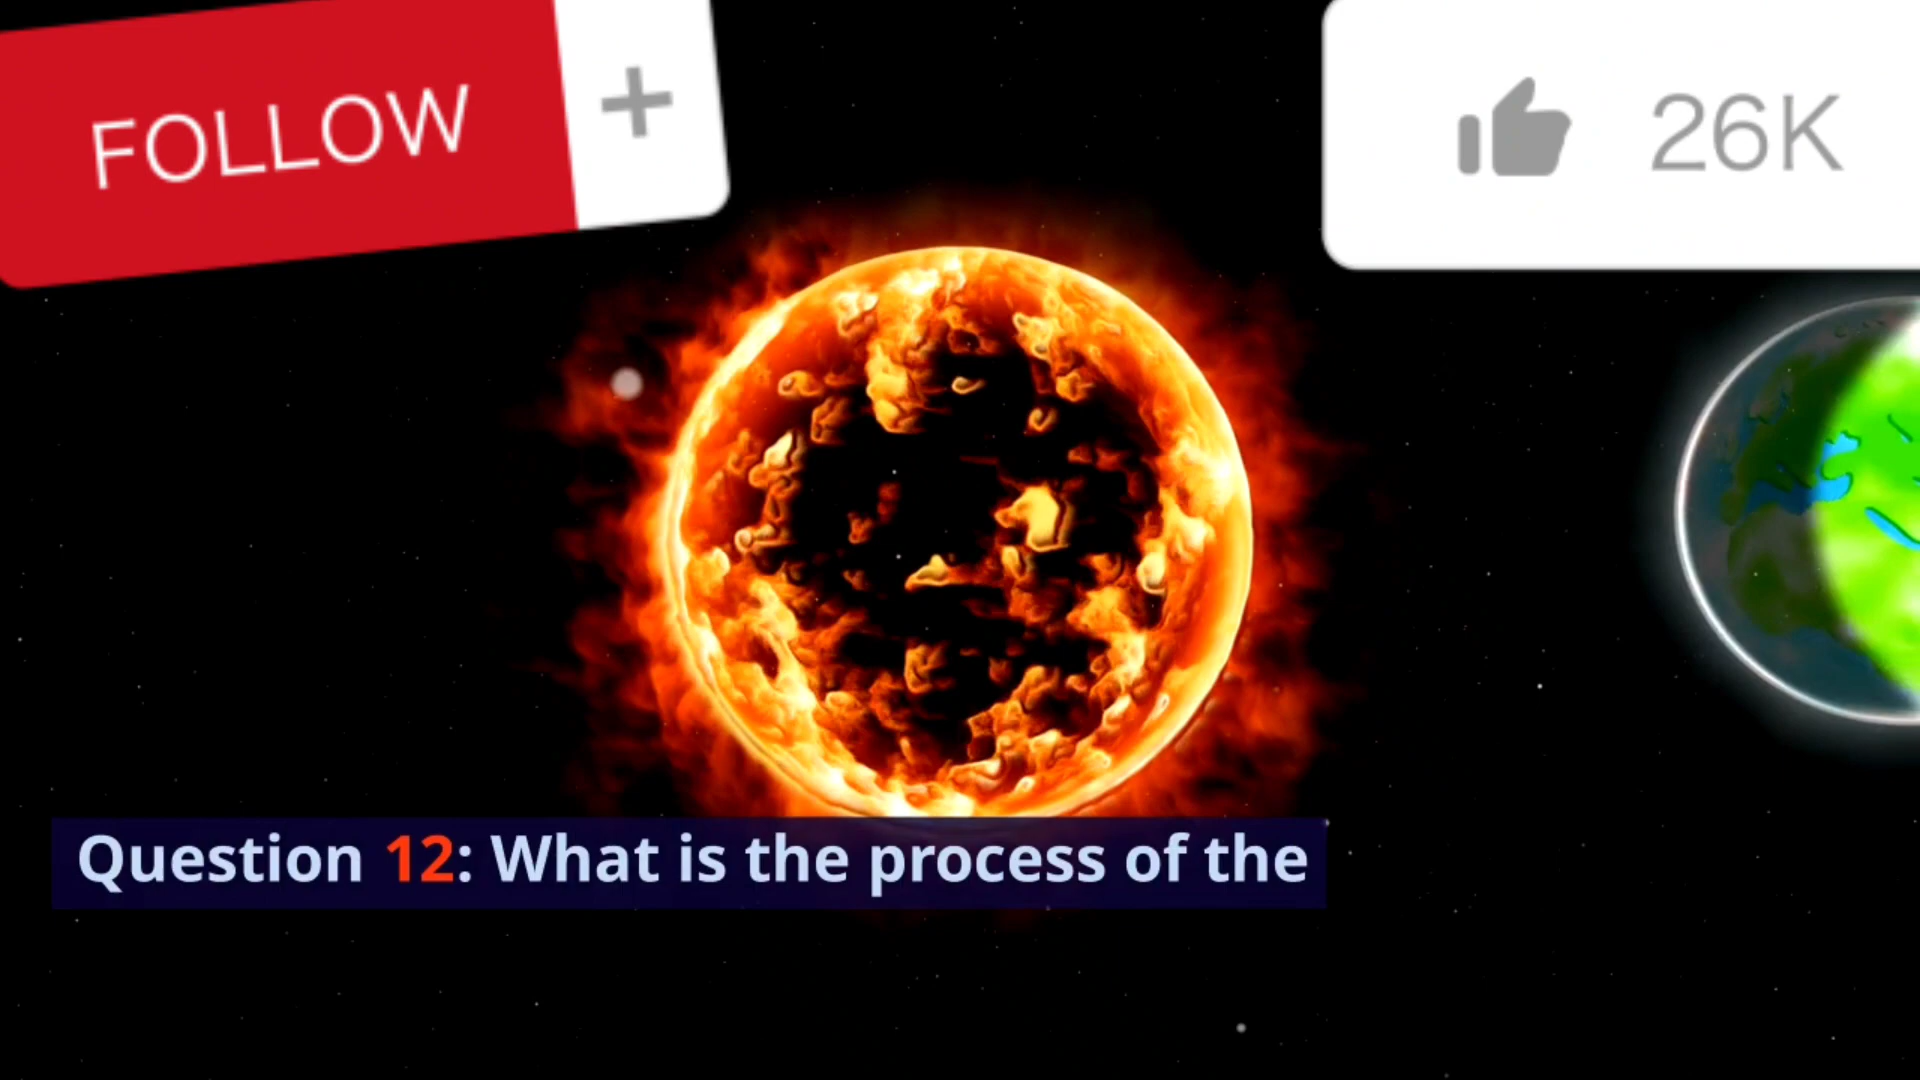 FOLLOW +
26K
Question 12: What is the process of the